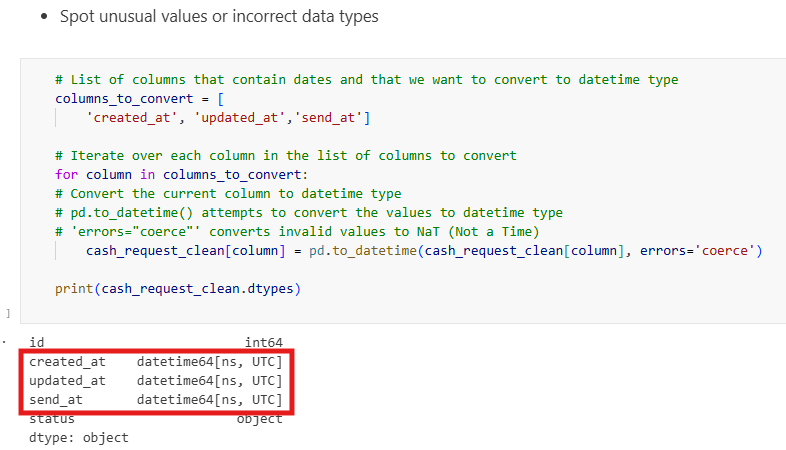 • Spot unusual values or incorrect data types
# List of columns that contain dates and that we want to convert to datetime type
columns_to_convert = [
    'created_at', 'updated_at','send_at']
# Iterate over each column in the list of columns to convert
for column in columns_to_convert:
# Convert the current column to datetime type
# pd.to_datetime() attempts to convert the values to datetime type
# 'errors="coerce"' converts invalid values to NaT (Not a Time)
    cash_request_clean[column] = pd.to_datetime(cash_request_clean[column], errors='coerce')
print(cash_request_clean.dtypes)
]
id                          int64
created_at    datetime64[ns, UTC]
updated_at    datetime64[ns, UTC]
send_at       datetime64[ns, UTC]
status                     object
dtype: object